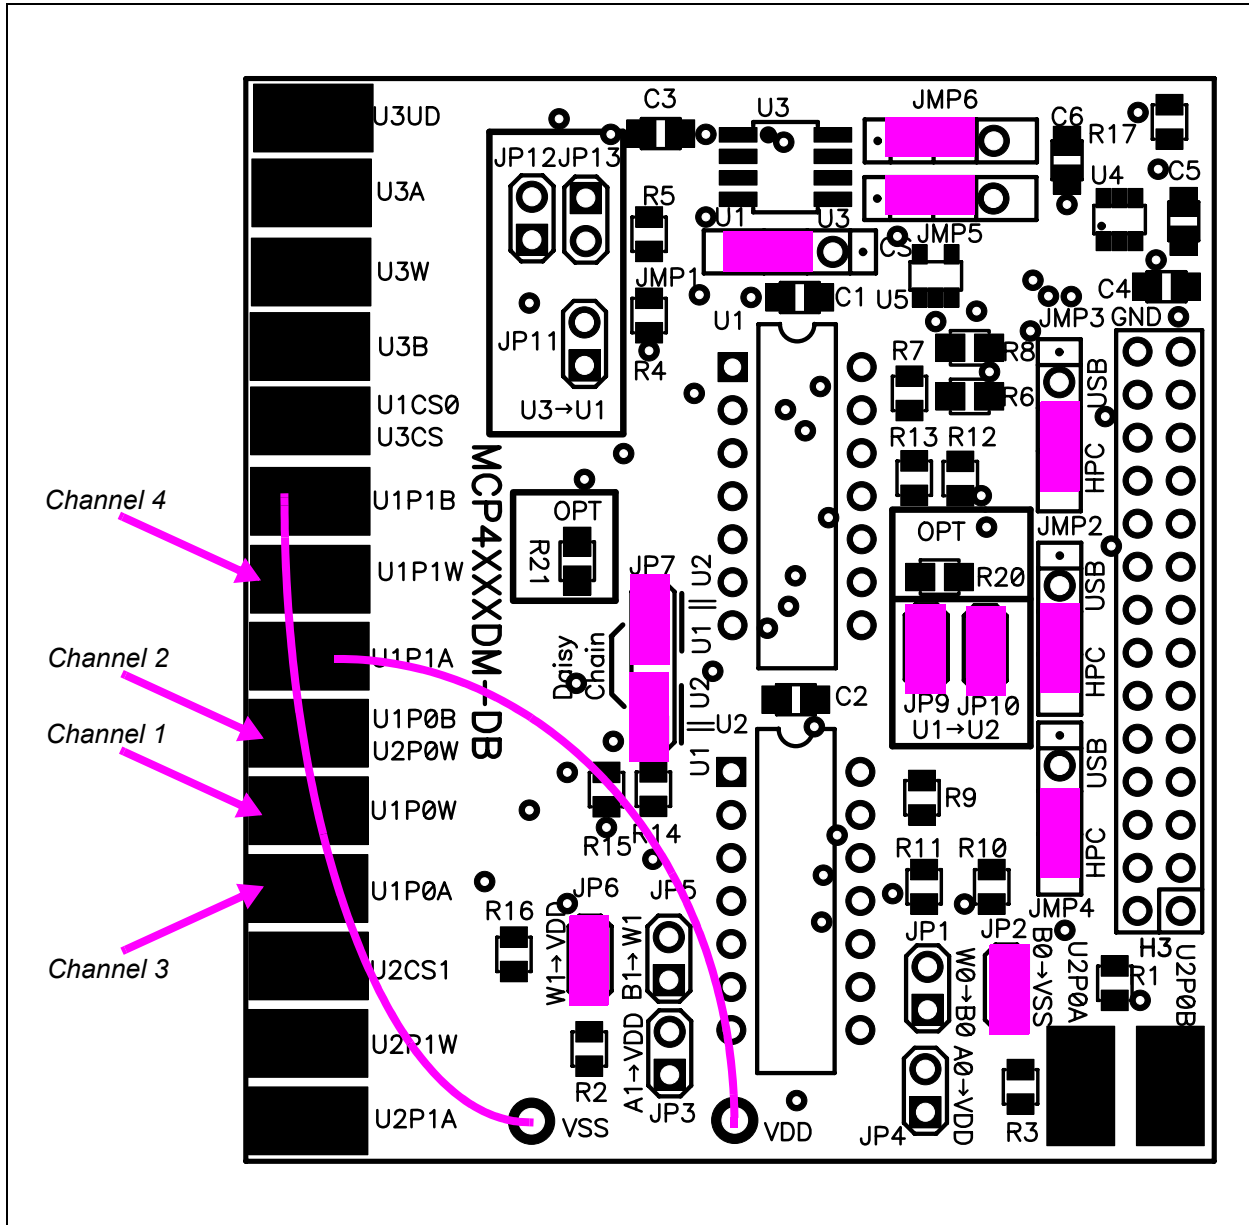 U3UD
U3A
U3W
U3B
U1CS0
U3CS
U1P1B
U1P1W
U1P1A
U1P0B
U2P0W
U1P0W
U1P0A
U2CS1
U2P1W
U2P1A
Channel 4
Channel 2
Channel 1
Channel 3
JP12
JP13
JP11
U3→U1
C3
R5
JMP1
R4
U3
U1
U3
CS
JMP6
JMP5
C6
R17
U4
C5
C4
U5
C1
U1
JMP3
GND
R7
R8
R6
R13
R12
USB
HPC
MCP4XXXDM-DB
OPT
R21
JP7
U2
U1
Daisy
Chain
U2
U1
U2
C2
OPT
R20
JP9
JP10
U1→U2
JMP2
USB
HPC
USB
HPC
JMP4
R15
R14
R9
R11
R10
R16
JP6
W1→VDD
JP5
B1→W1
R2
A1→VDD
JP3
VSS
VDD
JP1
W0→B0
JP2
B0→VSS
JP4
A0→VDD
R3
H3
R1
U2P0A
U2P0B